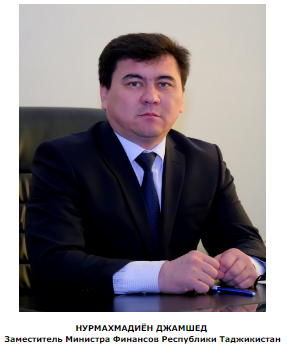 НУРМАХМАДИЁН ДЖАМШЕД
Заместитель Министра Финансов Республики Таджикистан